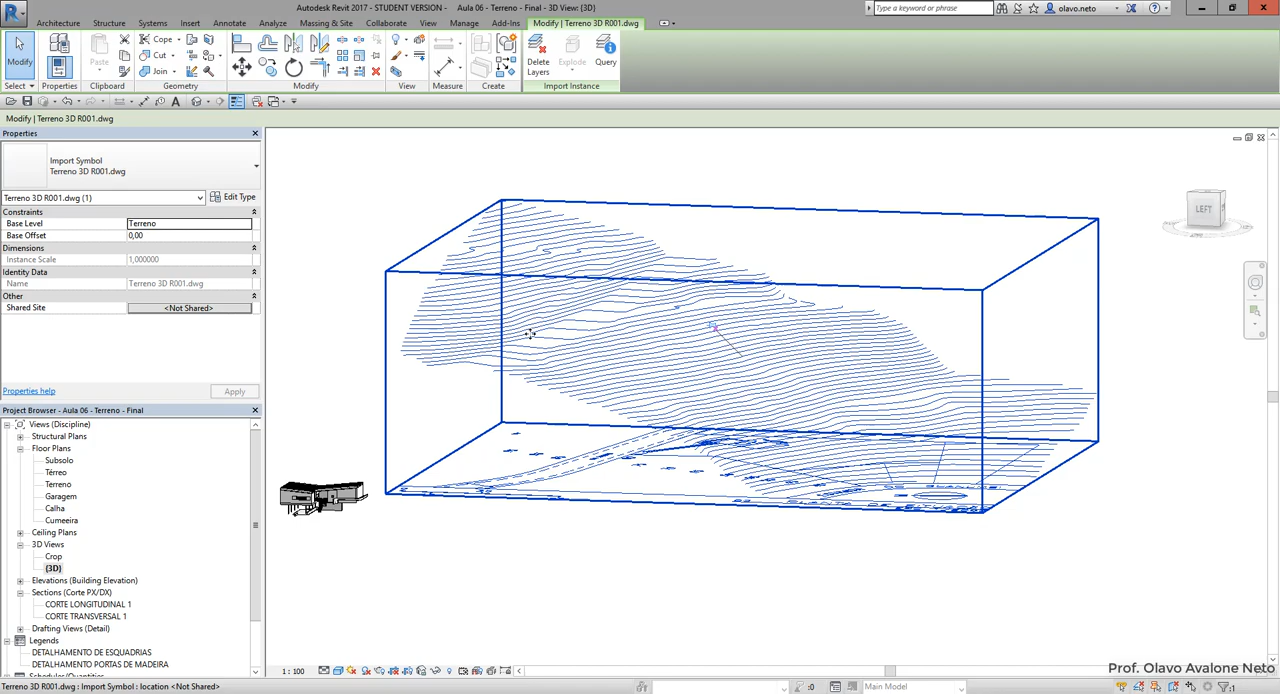 Autodesk Revit 2017 - STUDENT VERSION - Aula 06 - Terreno - Final - 3D View: {3D}
Type a keyword or phrase
olavo.neto
Architecture Structure Systems Insert Annotate Analyze Massing & Site Collaborate View Manage Add-Ins Modify | Terreno 3D R001.dwg
Modify
Paste
Cope
Cut
Join
Delete Layers
Explode
Query
Select Properties Clipboard Geometry Modify View Measure Create Import Instance
Modify | Terreno 3D R001.dwg
Properties
Import Symbol
Terreno 3D R001.dwg
Terreno 3D R001.dwg (1) Edit Type
Constraints
Base Level Terreno
Base Offset 0,00
Dimensions
Instance Scale 1,000000
Identity Data
Name Terreno 3D R001.dwg
Other
Shared Site <Not Shared>
Properties help Apply
Project Browser - Aula 06 - Terreno - Final
Views (Discipline)
Structural Plans
Floor Plans
Subsolo
Térreo
Terreno
Garagem
Calha
Cumeeira
Ceiling Plans
3D Views
Crop
{3D}
Elevations (Building Elevation)
Sections (Corte PX/DX)
CORTE LONGITUDINAL 1
CORTE TRANSVERSAL 1
Drafting Views (Detail)
Legends
DETALHAMENTO DE ESQUADRIAS
DETALHAMENTO PORTAS DE MADEIRA
LEFT
1 : 100
Prof. Olavo Avalone Neto
Terreno 3D R001.dwg : Import Symbol : location <Not Shared>
:0
Main Model
:1